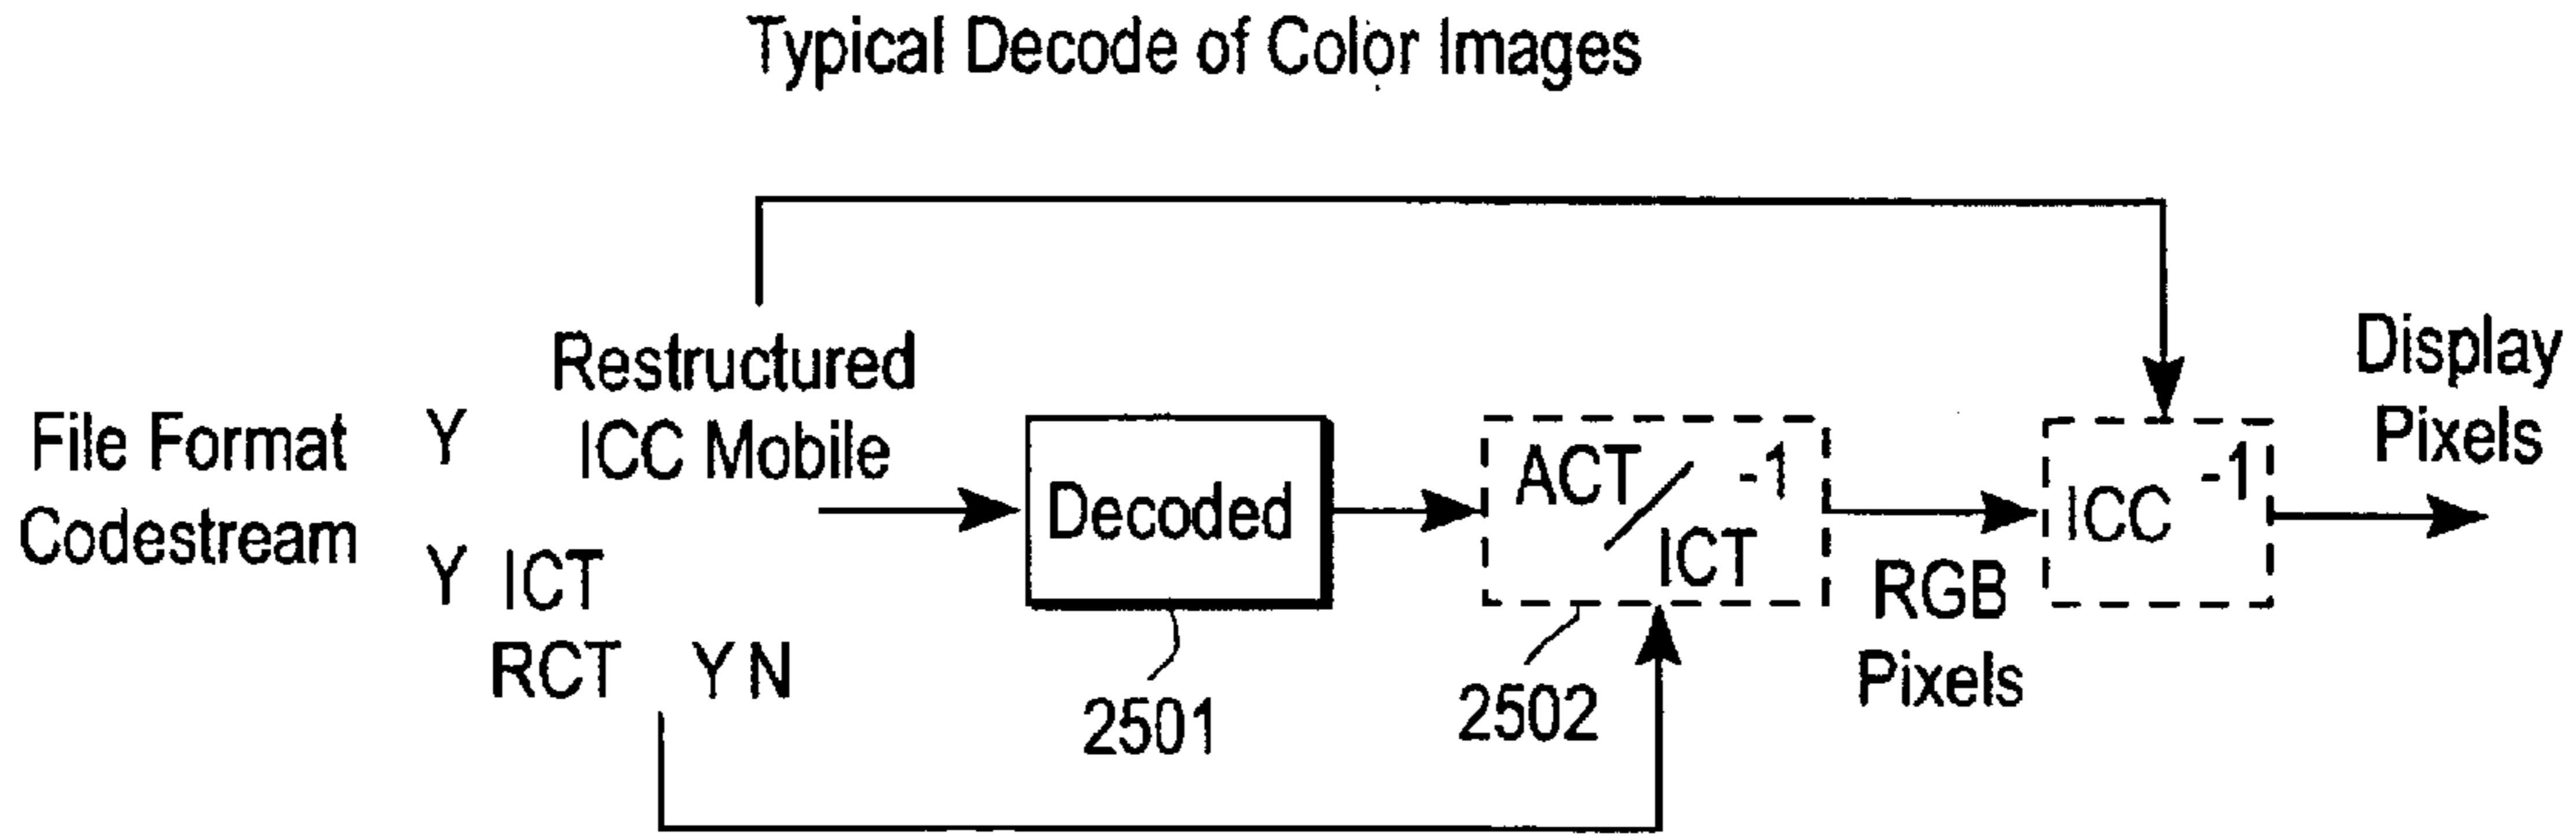 Typical Decode of Color Images
File Format Y
Codestream
Restructured
ICC Mobile
Y ICT
RCT Y N
Decoded
2501
ACT/ICT -1
2502
RGB
Pixels
ICC -1
Display
Pixels